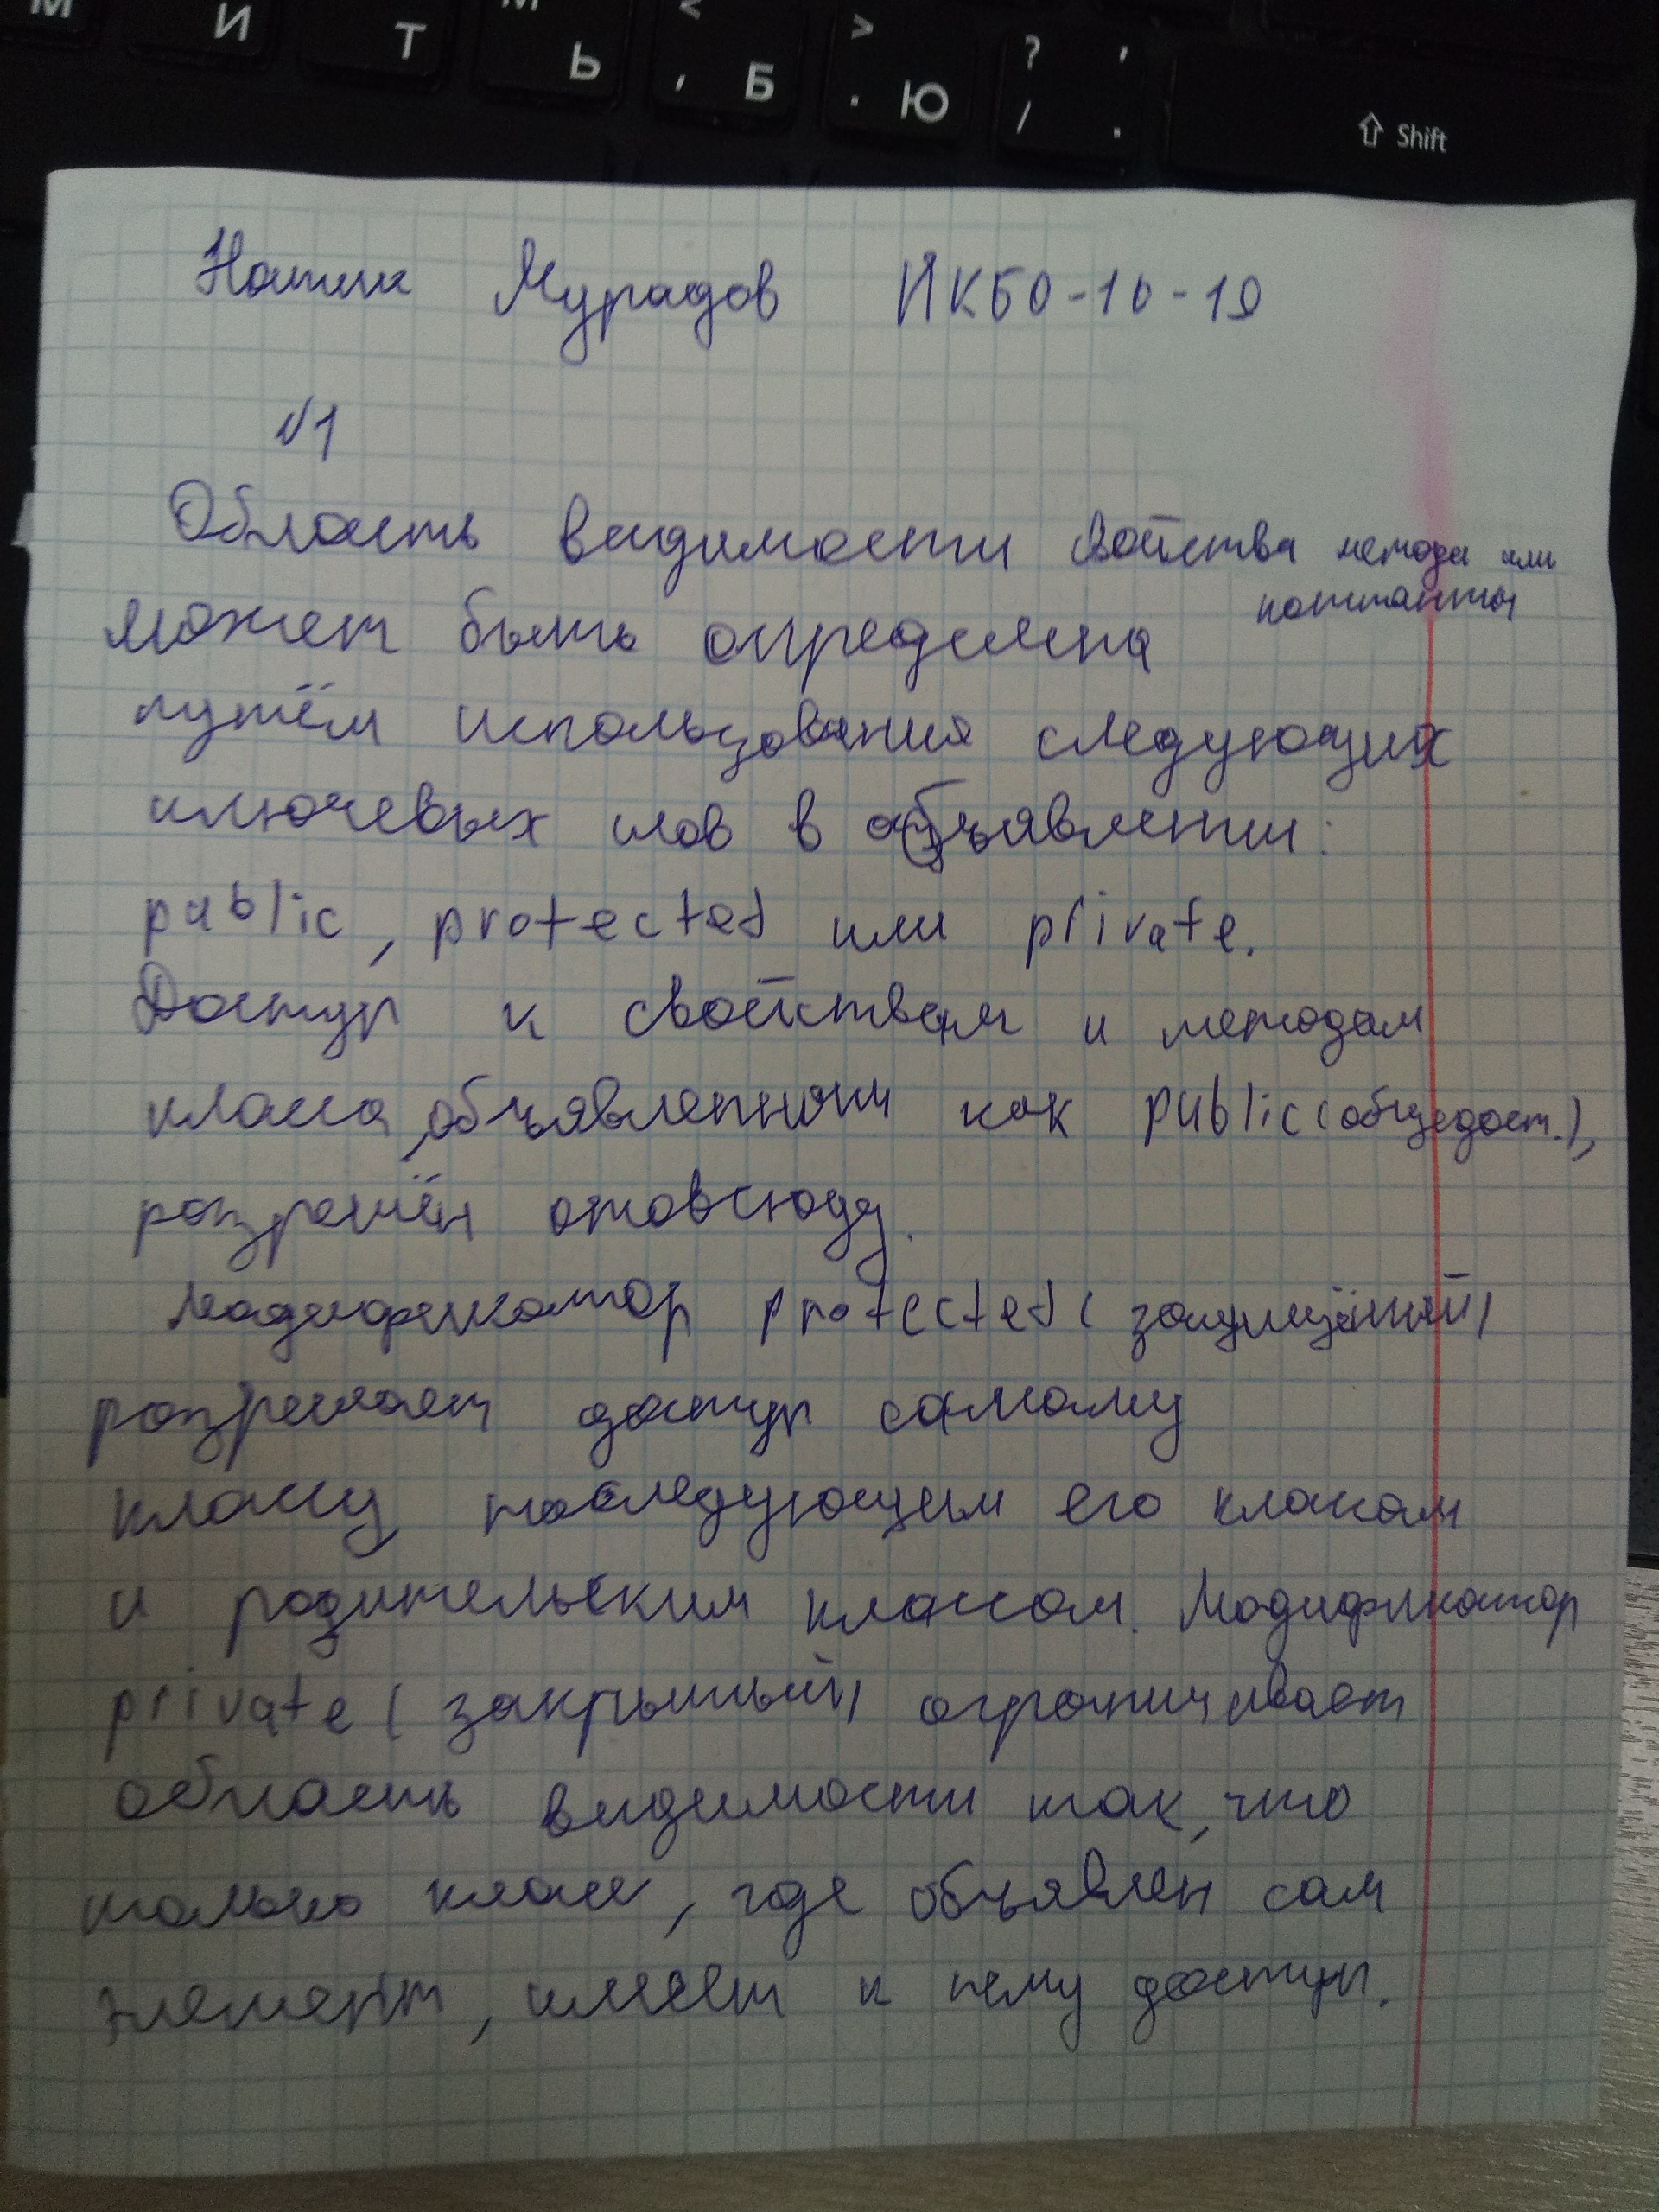 М И Т М Ь < , Б > . Ю ? / , . ⇧ Shift
Натик Мурадов ИКБО-10-19
№1
Область видимости свойства метода или
константы
может быть определена
путём использования следующих
ключевых слов в объявлении:
public, protected или private.
Доступ к свойствам и методам
класса, объявленным как public (общедост.),
разрешён отовсюду.
Модификатор protected (защищённый)
разрешает доступ самому
классу, последующим его классам
и родительским классам. Модификатор
private (закрытый) ограничивает
область видимости так, что
только класс, где объявлен сам
элемент, имеет к нему доступ.